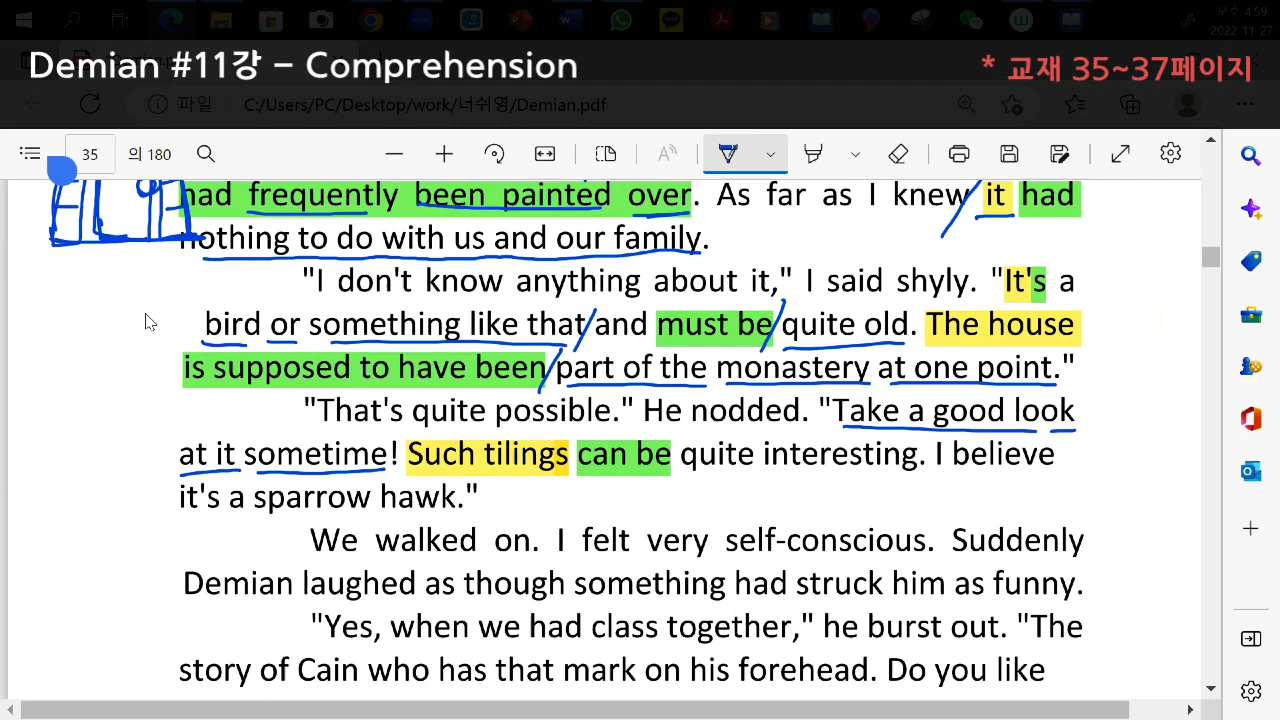 오후 4:59
2022-11-27
Demian #11강 – Comprehension
* 교재 35~37페이지
파일
C:/Users/PC/Desktop/work/너쉬영/Demian.pdf
35
의 180
had frequently been painted over. As far as I knew it had
nothing to do with us and our family.
"I don't know anything about it," I said shyly. "It's a
bird or something like that and must be quite old. The house
is supposed to have been part of the monastery at one point."
"That's quite possible." He nodded. "Take a good look
at it sometime! Such tilings can be quite interesting. I believe
it's a sparrow hawk."
We walked on. I felt very self-conscious. Suddenly
Demian laughed as though something had struck him as funny.
"Yes, when we had class together," he burst out. "The
story of Cain who has that mark on his forehead. Do you like